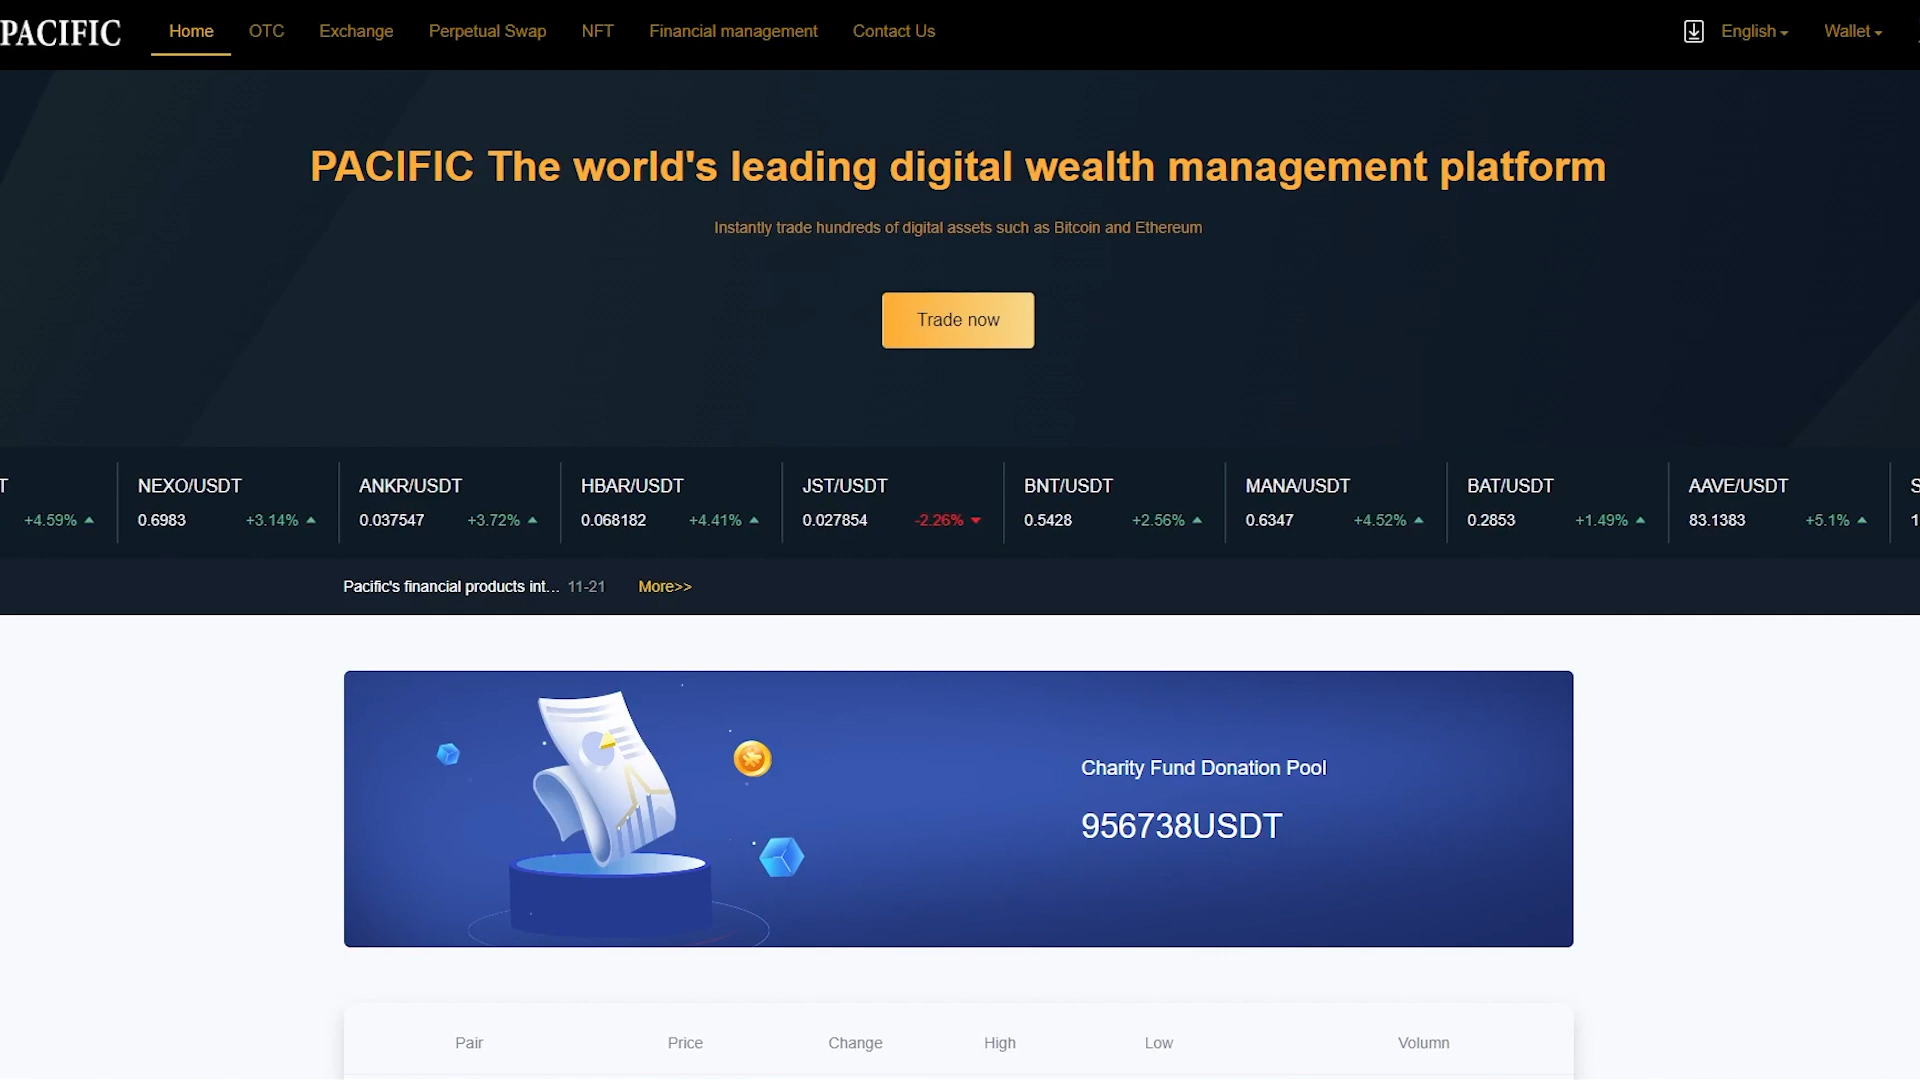 PACIFIC Home OTC Exchange Perpetual Swap NFT Financial management Contact Us English Wallet
PACIFIC The world's leading digital wealth management platform
Instantly trade hundreds of digital assets such as Bitcoin and Ethereum
Trade now
T NEXO/USDT ANKR/USDT HBAR/USDT JST/USDT BNT/USDT MANA/USDT BAT/USDT AAVE/USDT S
+4.59% 0.6983 +3.14% 0.037547 +3.72% 0.068182 +4.41% 0.027854 -2.26% 0.5428 +2.56% 0.6347 +4.52% 0.2853 +1.49% 83.1383 +5.1% 1
Pacific's financial products int... 11-21 More>>
Charity Fund Donation Pool
956738USDT
Pair Price Change High Low Volumn